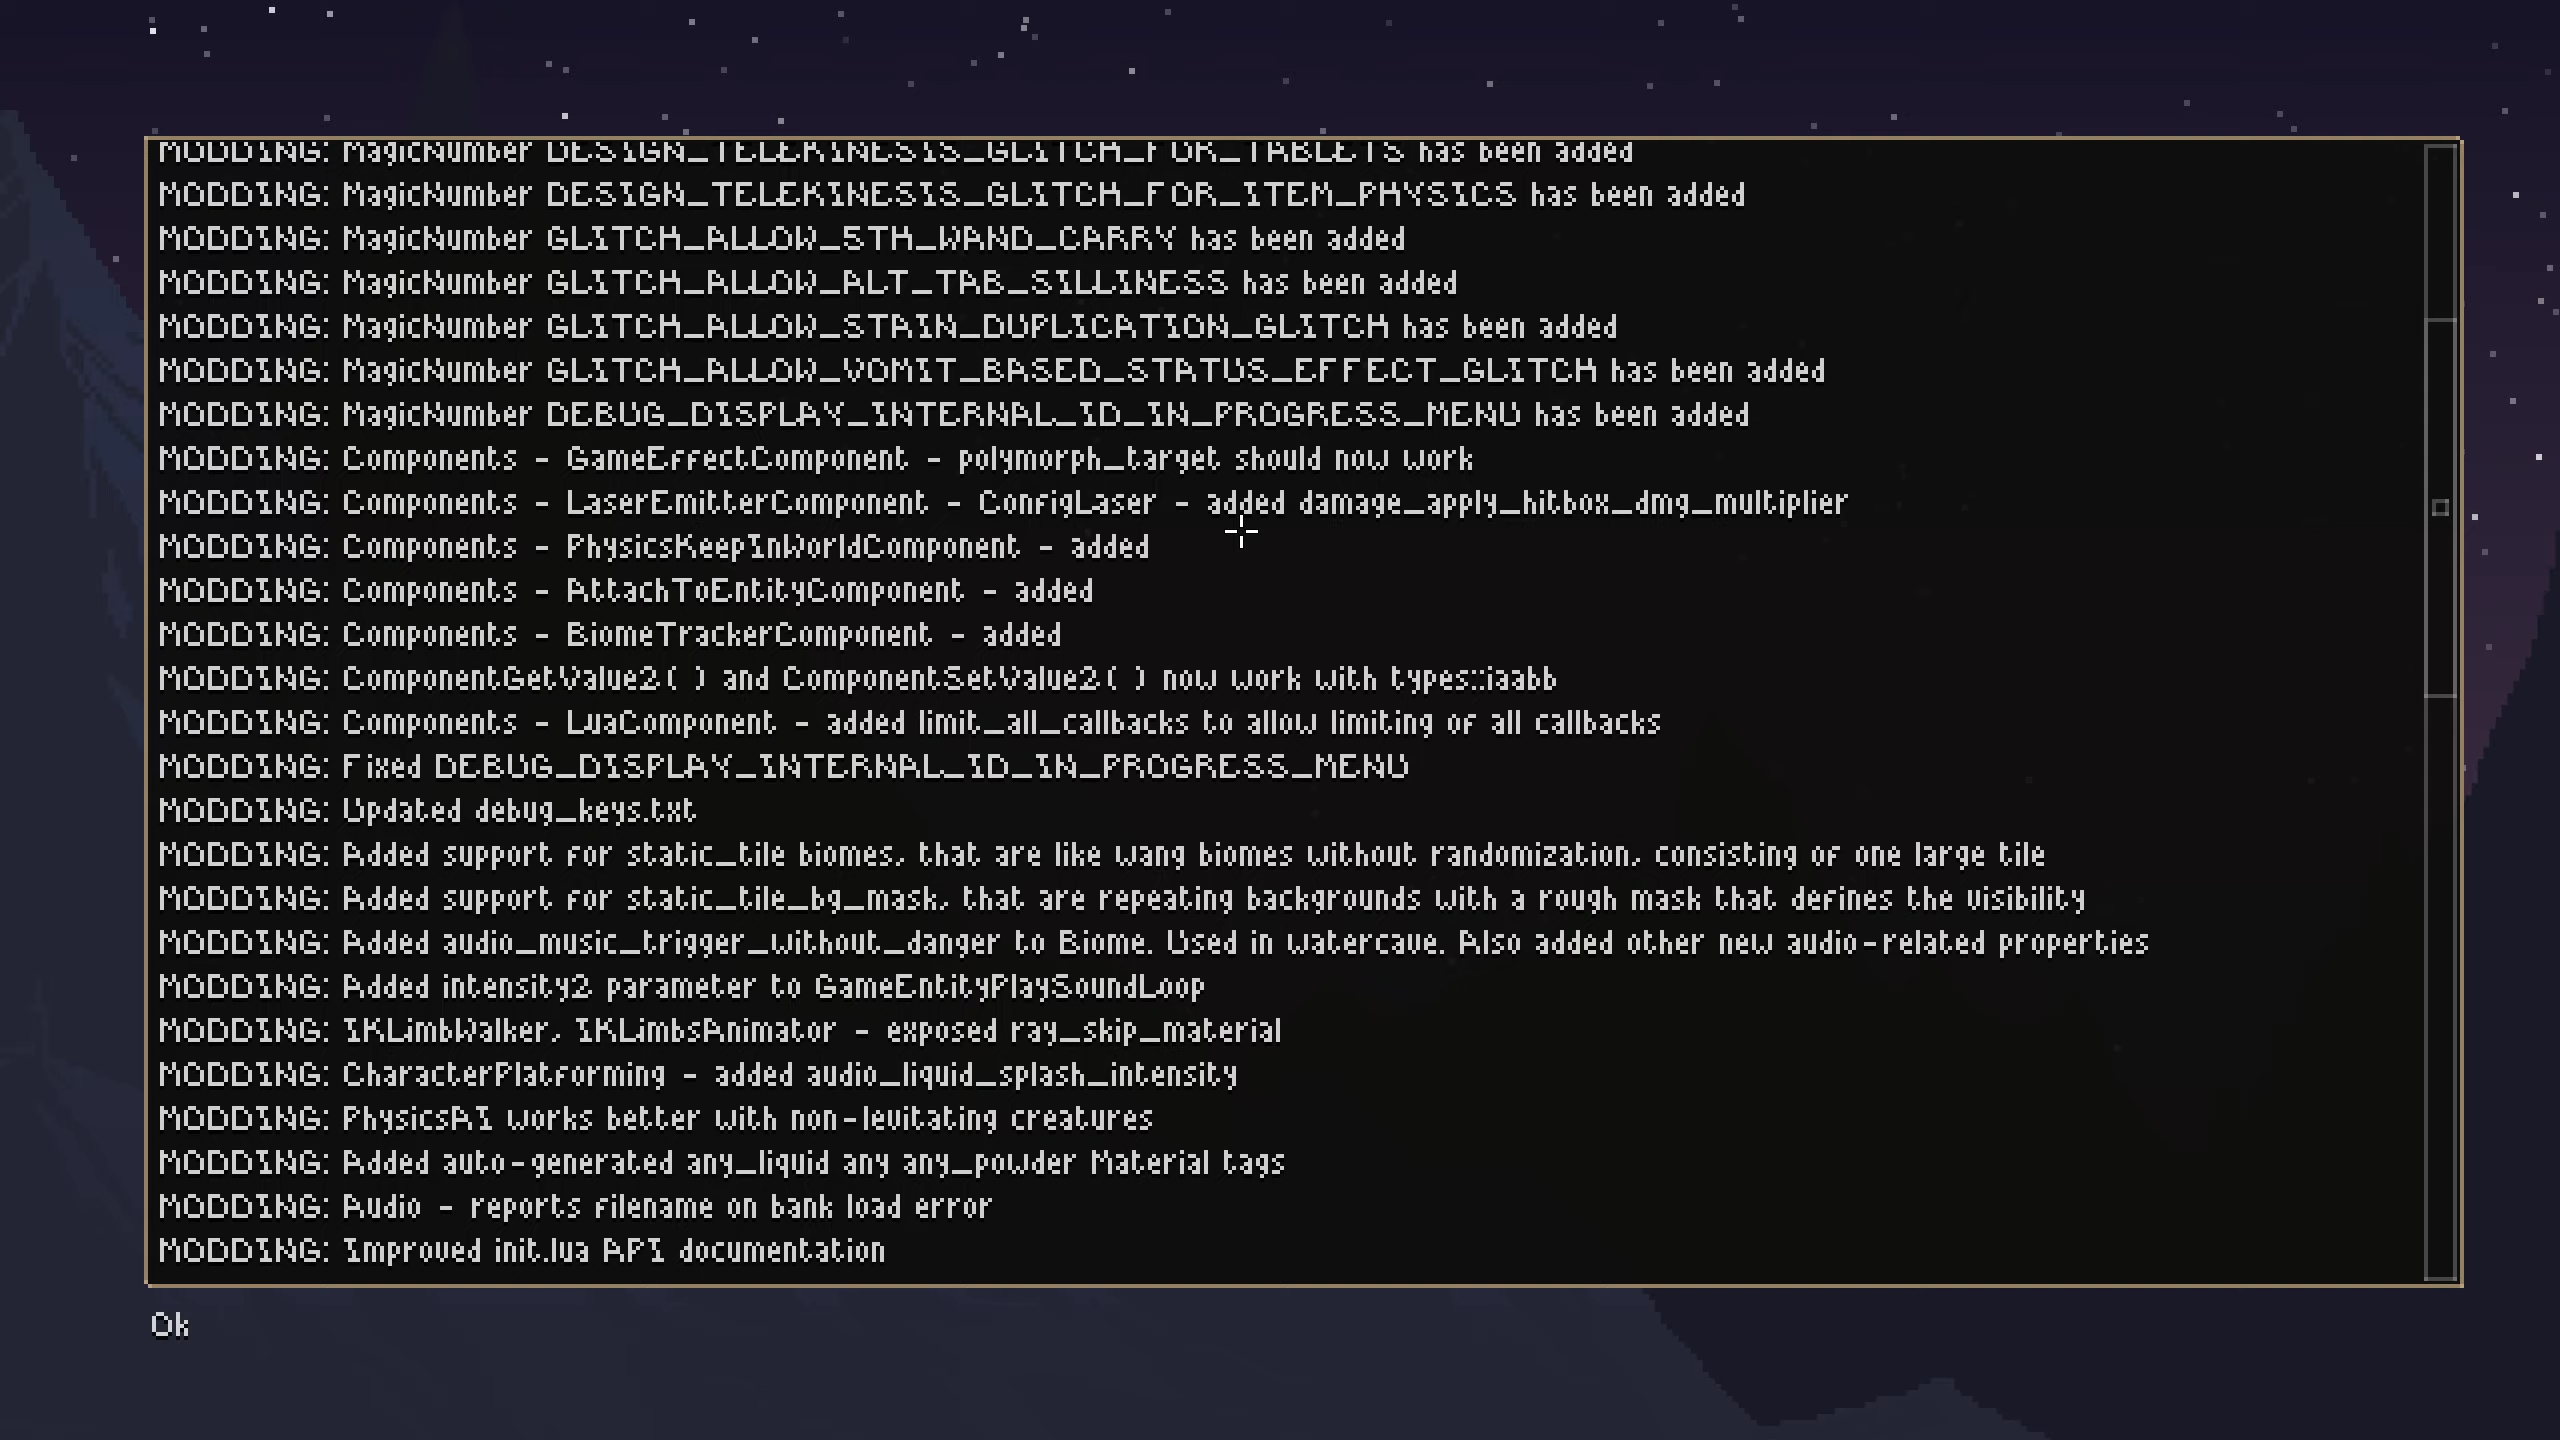 MODDING: MagicNumber DESIGN_TELEKINESIS_GLITCH_FOR_TABLETS has been added
MODDING: MagicNumber DESIGN_TELEKINESIS_GLITCH_FOR_ITEM_PHYSICS has been added
MODDING: MagicNumber GLITCH_ALLOW_5TH_WAND_CARRY has been added
MODDING: MagicNumber GLITCH_ALLOW_ALT_TAB_SILLINESS has been added
MODDING: MagicNumber GLITCH_ALLOW_STAIN_DUPLICATION_GLITCH has been added
MODDING: MagicNumber GLITCH_ALLOW_VOMIT_BASED_STATUS_EFFECT_GLITCH has been added
MODDING: MagicNumber DEBUG_DISPLAY_INTERNAL_ID_IN_PROGRESS_MENU has been added
MODDING: Components - GameEffectComponent - polymorph_target should now work
MODDING: Components - LaserEmitterComponent - ConfigLaser - added damage_apply_hitbox_dmg_multiplier
MODDING: Components - PhysicsKeepInWorldComponent - added
MODDING: Components - AttachToEntityComponent - added
MODDING: Components - BiomeTrackerComponent - added
MODDING: ComponentGetValue2( ) and ComponentSetValue2( ) now work with types::iaabb
MODDING: Components - LuaComponent - added limit_all_callbacks to allow limiting of all callbacks
MODDING: Fixed DEBUG_DISPLAY_INTERNAL_ID_IN_PROGRESS_MENU
MODDING: Updated debug_keys.txt
MODDING: Added support for static_tile biomes, that are like wang biomes without randomization, consisting of one large tile
MODDING: Added support for static_tile_bg_mask, that are repeating backgrounds with a rough mask that defines the visibility
MODDING: Added audio_music_trigger_without_danger to Biome. Used in watercave. Also added other new audio-related properties
MODDING: Added intensity2 parameter to GameEntityPlaySoundLoop
MODDING: IKLimbWalker, IKLimbsAnimator - exposed ray_skip_material
MODDING: CharacterPlatforming - added audio_liquid_splash_intensity
MODDING: PhysicsAI works better with non-levitating creatures
MODDING: Added auto-generated any_liquid any any_powder Material tags
MODDING: Audio - reports filename on bank load error
MODDING: Improved init.lua API documentation
Ok